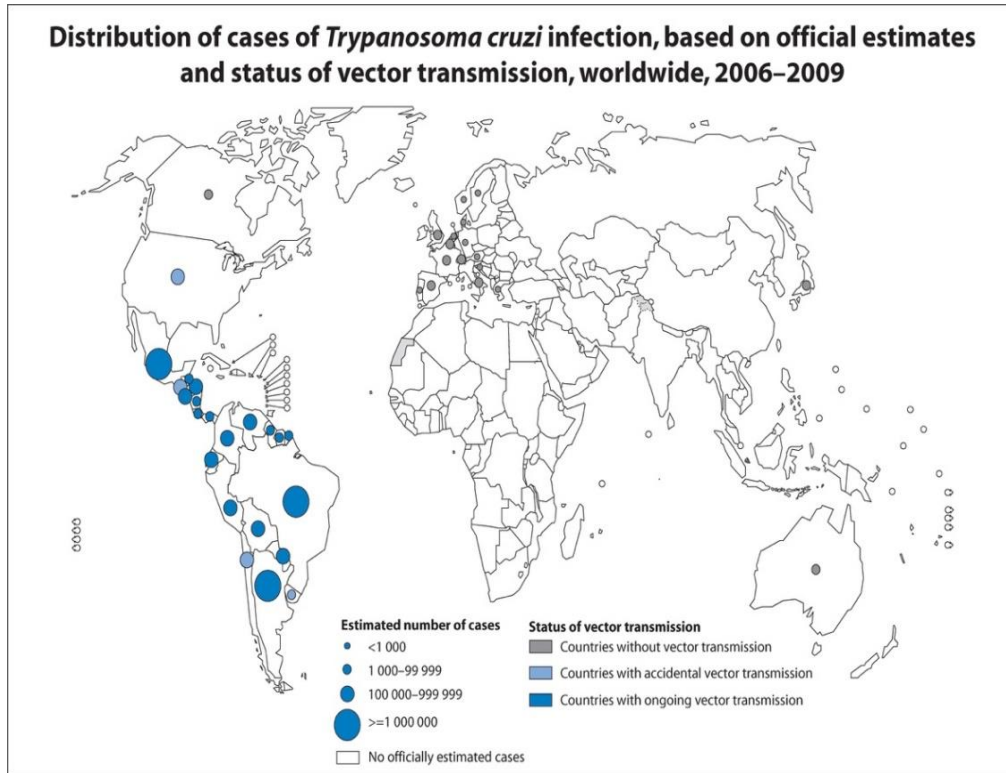 Distribution of cases of Trypanosoma cruzi infection, based on official estimates
and status of vector transmission, worldwide, 2006–2009
Estimated number of cases
<1 000
1 000–99 999
100 000–999 999
>=1 000 000
No officially estimated cases
Status of vector transmission
Countries without vector transmission
Countries with accidental vector transmission
Countries with ongoing vector transmission